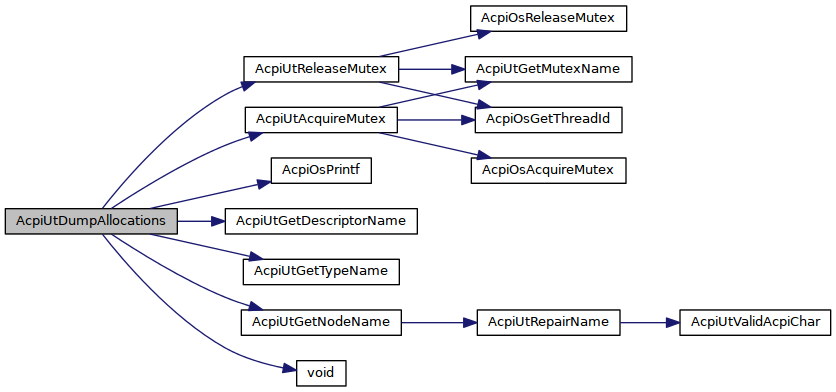 AcpiOsReleaseMutex
AcpiUtReleaseMutex
AcpiUtGetMutexName
AcpiUtAcquireMutex
AcpiOsGetThreadId
AcpiOsPrintf
AcpiOsAcquireMutex
AcpiUtDumpAllocations
AcpiUtGetDescriptorName
AcpiUtGetTypeName
AcpiUtGetNodeName
AcpiUtRepairName
AcpiUtValidAcpiChar
void